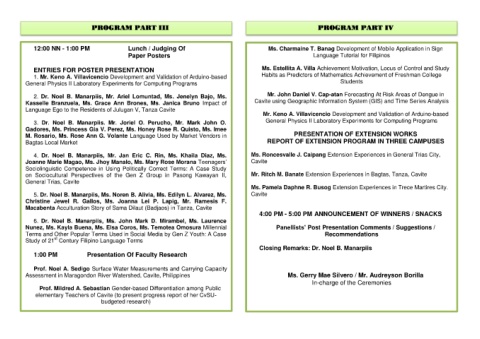 PROGRAM PART III
12:00 NN - 1:00 PM Lunch / Judging Of
Paper Posters
ENTRIES FOR POSTER PRESENTATION
1. Mr. Keno A. Villavicencio Development and Validation of Arduino-based
General Physics II Laboratory Experiments for Computing Programs
2. Dr. Noel B. Manarpiis, Mr. Ariel Lomuntad, Ms. Jenelyn Bajo, Ms.
Kasselle Branzuela, Ms. Grace Ann Brones, Ms. Janica Bruno Impact of
Language Ego to the Residents of Julugan V., Tanza Cavite
3. Dr. Noel B. Manarpiis. Mr. Joriel O. Perucho, Mr. Mark John O.
Gadores, Ms. Princess Gia V. Perez, Ms. Honey Rose R. Quisto, Ms. Imee
M. Rosario, Ms. Rose Ann G. Volante Language Used by Market Vendors in
Bagtas Local Market
4. Dr. Noel B. Manarpiis, Mr. Jan Eric C. Rin, Ms. Khaila Diaz, Ms.
Joanne Marie Magao, Ms. Jhoy Manalo, Ms. Mary Rose Morana Teenagers'
Sociolinguistic Competence in Using Politically Correct Terms: A Case Study
on Sociocultural Perspectives of the Gen Z Group in Pasong Kawayan II,
General Trias, Cavite
5. Dr. Noel B. Manarpiis, Ms. Noren B. Alivia, Ms. Edilyn L. Alvarez, Ms.
Christine Jewel R. Gallos, Ms. Joanna Lei P. Lapig, Mr. Ramesis F.
Macabenta Acculturation Story of Sama Dilaut (Badjaos) in Tanza, Cavite
6. Dr. Noel B. Manarpiis, Ms. John Mark D. Mirambel, Ms. Laurence
Nunez, Ms. Kayla Buena, Ms. Elsa Coros, Ms. Temotes Omosura Millennial
Terms and Other Popular Terms Used in Social Media by Gen Z Youth: A Case
Study of 21st Century Filipino Language Terms
1:00 PM Presentation Of Faculty Research
Prof. Noel A. Sedigo Surface Water Measurements and Carrying Capacity
Assessment in Maragondon River Watershed, Cavite, Philippines
Prof. Mildred A. Sebastian Gender-based Differentiation among Public
elementary Teachers of Cavite (to present progress report of her CvSU-
budgeted research)
PROGRAM PART IV
Ms. Charmaine T. Banag Development of Mobile Application in Sign
Language Tutorial for Filipinos
Ms. Estellita A. Villa Achievement Motivation, Locus of Control and Study
Habits as Predictors of Mathematics Achievement of Freshman College
Students
Mr. John Daniel V. Cap-atan Forecasting At Risk Areas of Dengue in
Cavite using Geographic Information System (GIS) and Time Series Analysis
Mr. Keno A. Villavicencio Development and Validation of Arduino-based
General Physics II Laboratory Experiments for Computing Programs
PRESENTATION OF EXTENSION WORKS
REPORT OF EXTENSION PROGRAM IN THREE CAMPUSES
Ms. Roncesvalle J. Caipang Extension Experiences in General Trias City,
Cavite
Mr. Ritch M. Banate Extension Experiences in Bagtas, Tanza, Cavite
Ms. Pamela Daphne R. Busog Extension Experiences in Trece Martires City,
Cavite
4:00 PM - 5:00 PM ANNOUNCEMENT OF WINNERS / SNACKS
Panellists' Post Presentation Comments / Suggestions /
Recommendations
Closing Remarks: Dr. Noel B. Manarpiis
Ms. Gerry Mae Silvero / Mr. Audreyson Borilla
In-charge of the Ceremonies